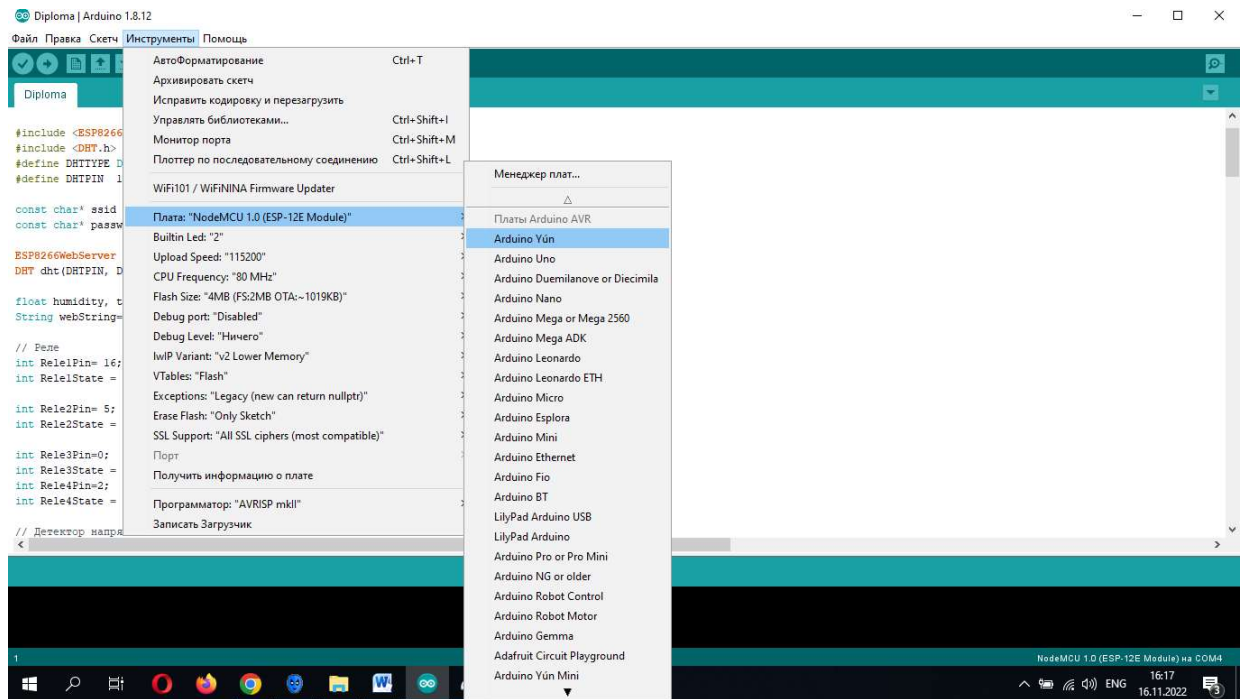 Diploma | Arduino 1.8.12
Файл Правка Скетч Инструменты Помощь
Diploma
#include <ESP8266
#include <DHT.h>
#define DHTTYPE D
#define DHTPIN 1
const char* ssid
const char* passw
ESP8266WebServer
DHT dht(DHTPIN, D
float humidity, t
String webString=
// Реле
int Rele1Pin= 16;
int Rele1State =
int Rele2Pin= 5;
int Rele2State =
int Rele3Pin=0;
int Rele3State =
int Rele4Pin=2;
int Rele4State =
// Детектор напря
АвтоФорматирование Ctrl+T
Архивировать скетч
Исправить кодировку и перезагрузить
Управлять библиотеками... Ctrl+Shift+I
Монитор порта Ctrl+Shift+M
Плоттер по последовательному соединению Ctrl+Shift+L
WiFi101 / WiFiNINA Firmware Updater
Плата: "NodeMCU 1.0 (ESP-12E Module)"
Builtin Led: "2"
Upload Speed: "115200"
CPU Frequency: "80 MHz"
Flash Size: "4MB (FS:2MB OTA:~1019KB)"
Debug port: "Disabled"
Debug Level: "Ничего"
lwIP Variant: "v2 Lower Memory"
VTables: "Flash"
Exceptions: "Legacy (new can return nullptr)"
Erase Flash: "Only Sketch"
SSL Support: "All SSL ciphers (most compatible)"
Порт
Получить информацию о плате
Программатор: "AVRISP mkII"
Записать Загрузчик
Менеджер плат...
Платы Arduino AVR
Arduino Yún
Arduino Uno
Arduino Duemilanove or Diecimila
Arduino Nano
Arduino Mega or Mega 2560
Arduino Mega ADK
Arduino Leonardo
Arduino Leonardo ETH
Arduino Micro
Arduino Esplora
Arduino Mini
Arduino Ethernet
Arduino Fio
Arduino BT
LilyPad Arduino USB
LilyPad Arduino
Arduino Pro or Pro Mini
Arduino NG or older
Arduino Robot Control
Arduino Robot Motor
Arduino Gemma
Adafruit Circuit Playground
Arduino Yún Mini
1
NodeMCU 1.0 (ESP-12E Module) на COM4
W
ENG
16:17
16.11.2022
3